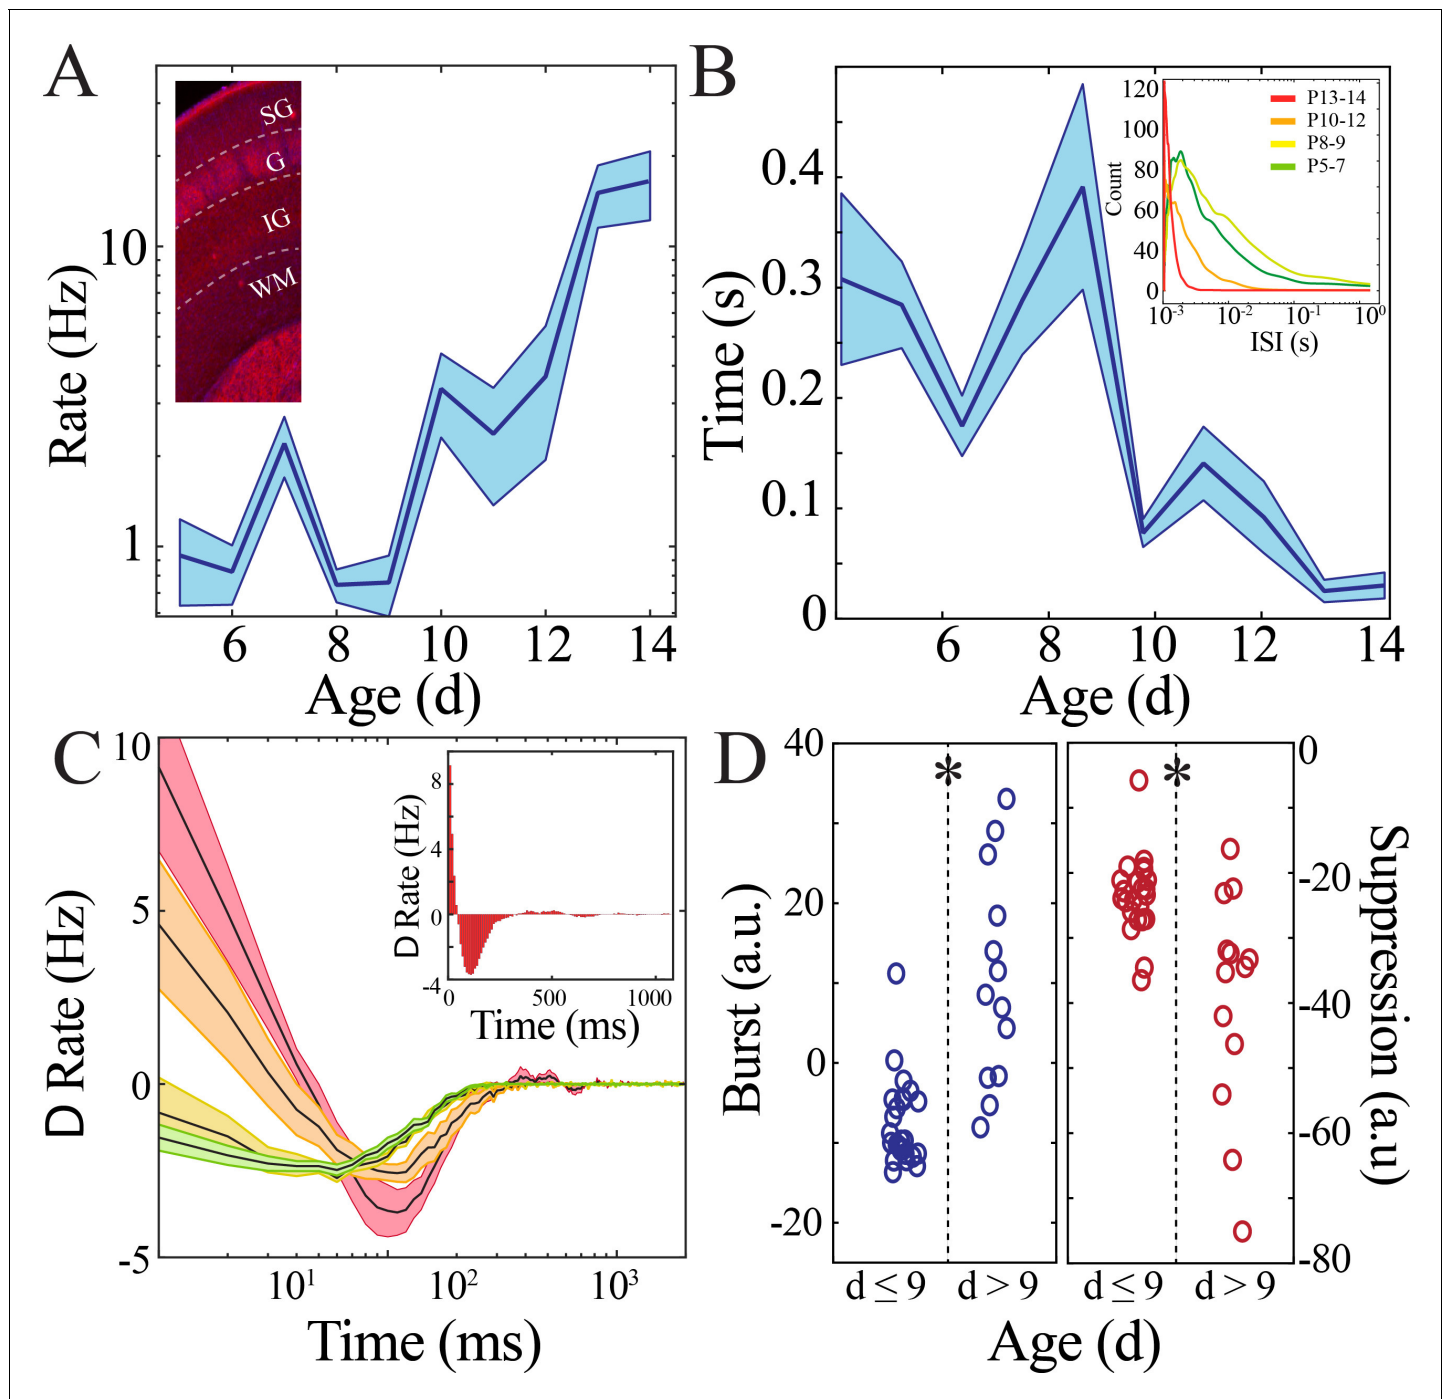 A
SG
G
IG
WM
10
1
Rate (Hz)
6 8 10 12 14
Age (d)
B
0.4
0.3
0.2
0.1
0
Time (s)
6 8 10 12 14
Age (d)
120
100
80
60
40
0
Count
P13-14
P10-12
P8-9
P5-7
10-3 10-2 10-1 100
ISI (s)
C
10
5
0
-5
D Rate (Hz)
101 102 103
Time (ms)
8
4
0
-4
D Rate (Hz)
0 500 1000
Time (ms)
D
40
20
0
-20
Burst (a.u.)
*
*
0
-20
-40
-60
-80
Suppression (a.u)
d ≤ 9 d > 9 d ≤ 9 d > 9
Age (d)